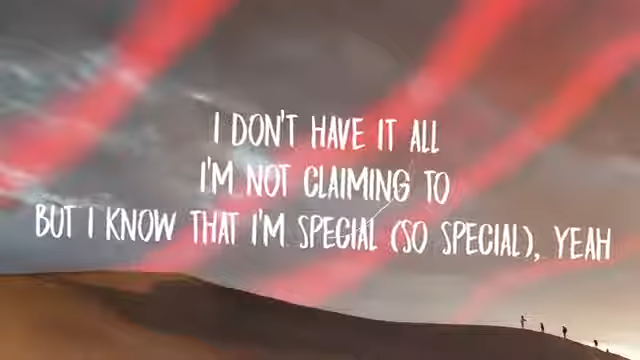 I DON'T HAVE IT ALL
I'M NOT CLAIMING TO
BUT I KNOW THAT I'M SPECIAL (SO SPECIAL), YEAH